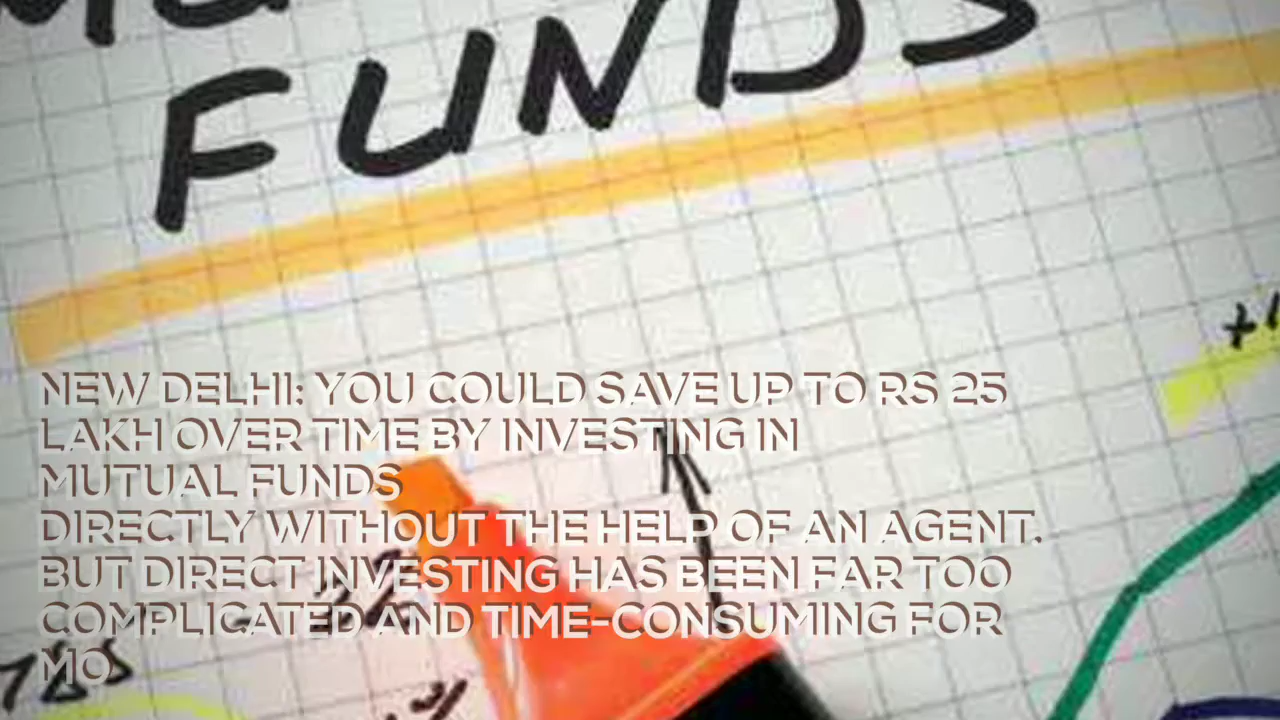 FUNDS
NEW DELHI: YOU COULD SAVE UP TO RS 25
LAKH OVER TIME BY INVESTING IN
MUTUAL FUNDS
DIRECTLY WITHOUT THE HELP OF AN AGENT.
BUT DIRECT INVESTING HAS BEEN FAR TOO
COMPLICATED AND TIME-CONSUMING FOR
MO